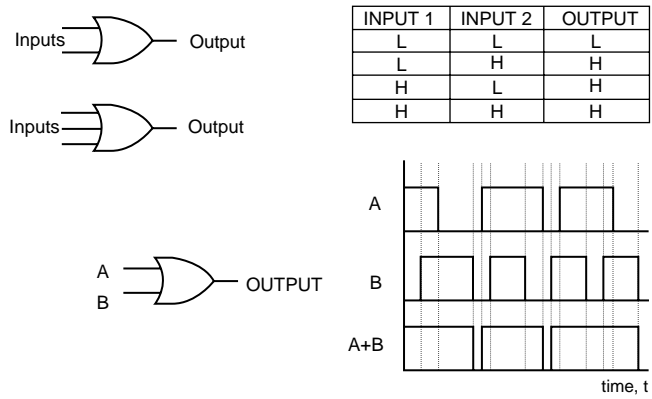 Inputs Output
Inputs Output
INPUT 1 INPUT 2 OUTPUT
L L L
L H H
H L H
H H H
A
B
OUTPUT
A
B
A+B
time, t